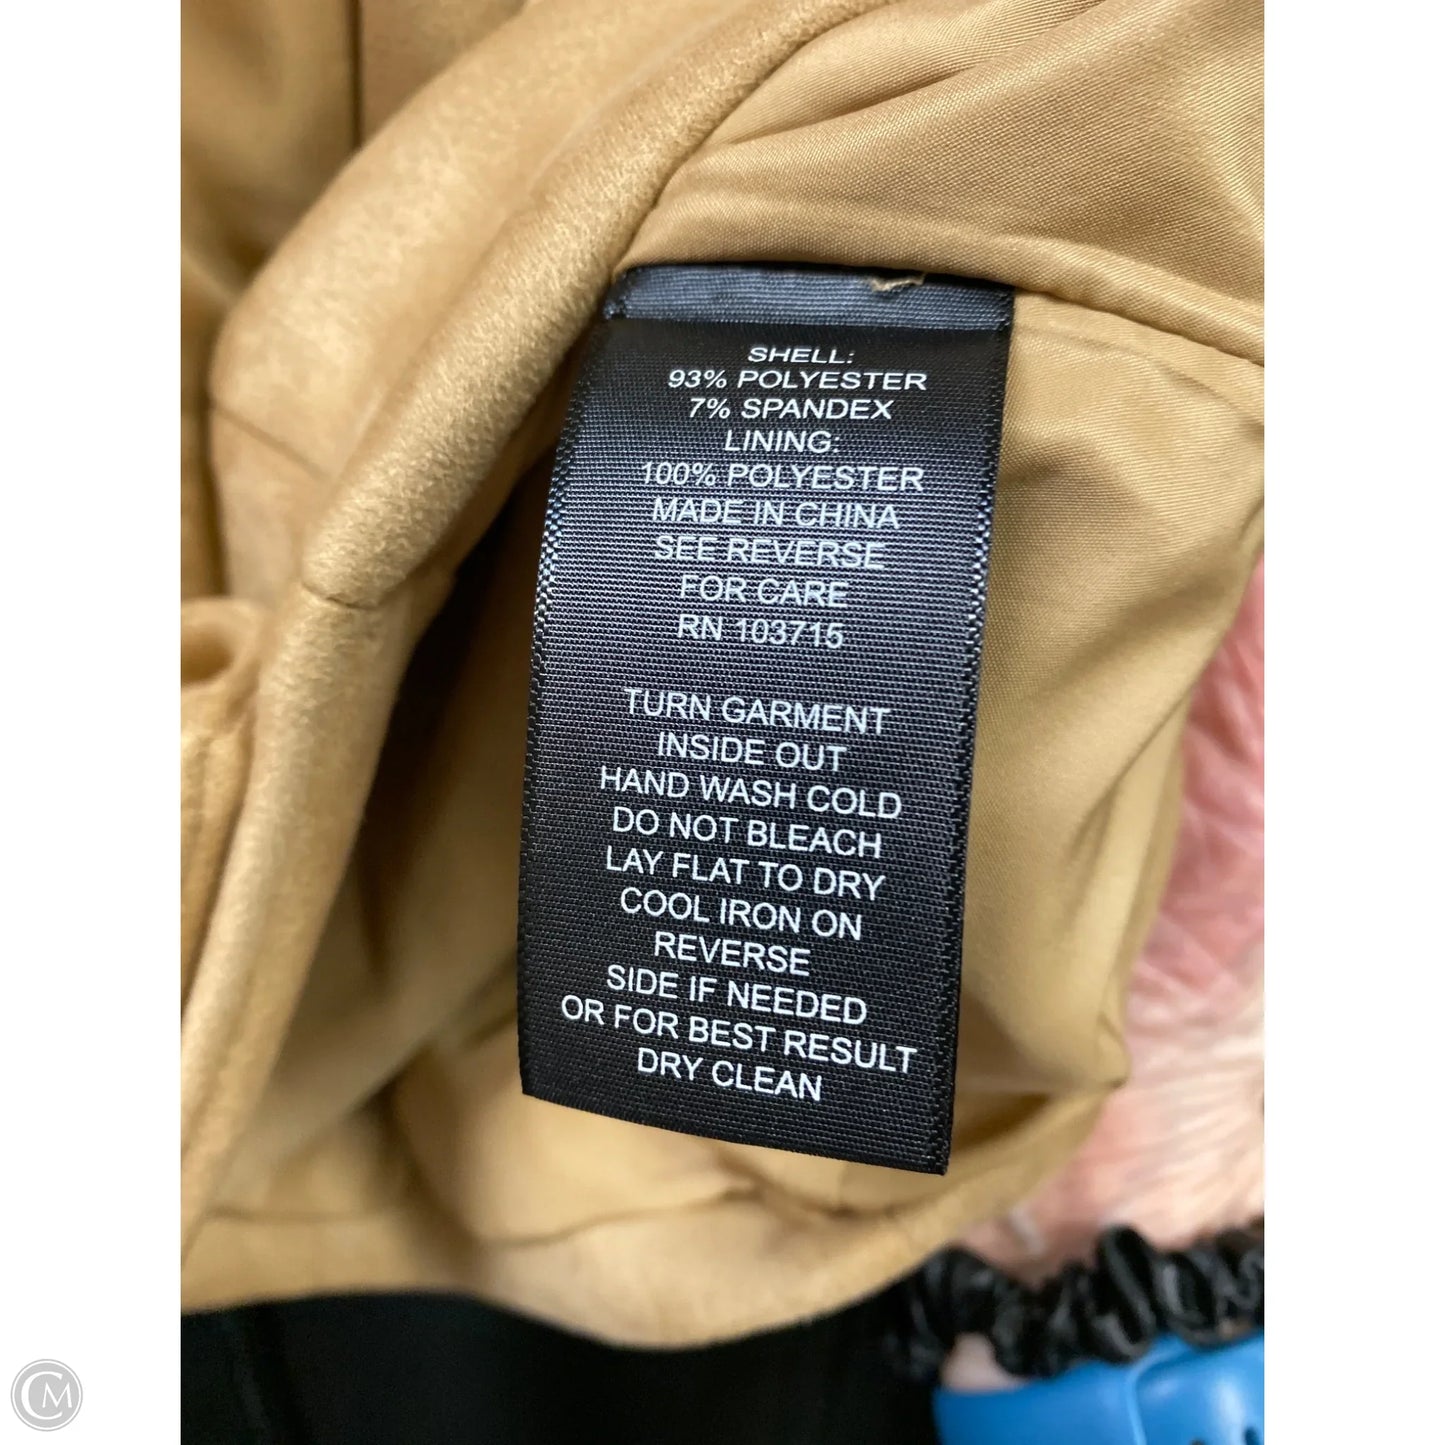 SHELL:
93% POLYESTER
7% SPANDEX
LINING:
100% POLYESTER
MADE IN CHINA
SEE REVERSE
FOR CARE
RN 103715
TURN GARMENT
INSIDE OUT
HAND WASH COLD
DO NOT BLEACH
LAY FLAT TO DRY
COOL IRON ON
REVERSE
SIDE IF NEEDED
OR FOR BEST RESULT
DRY CLEAN
CM